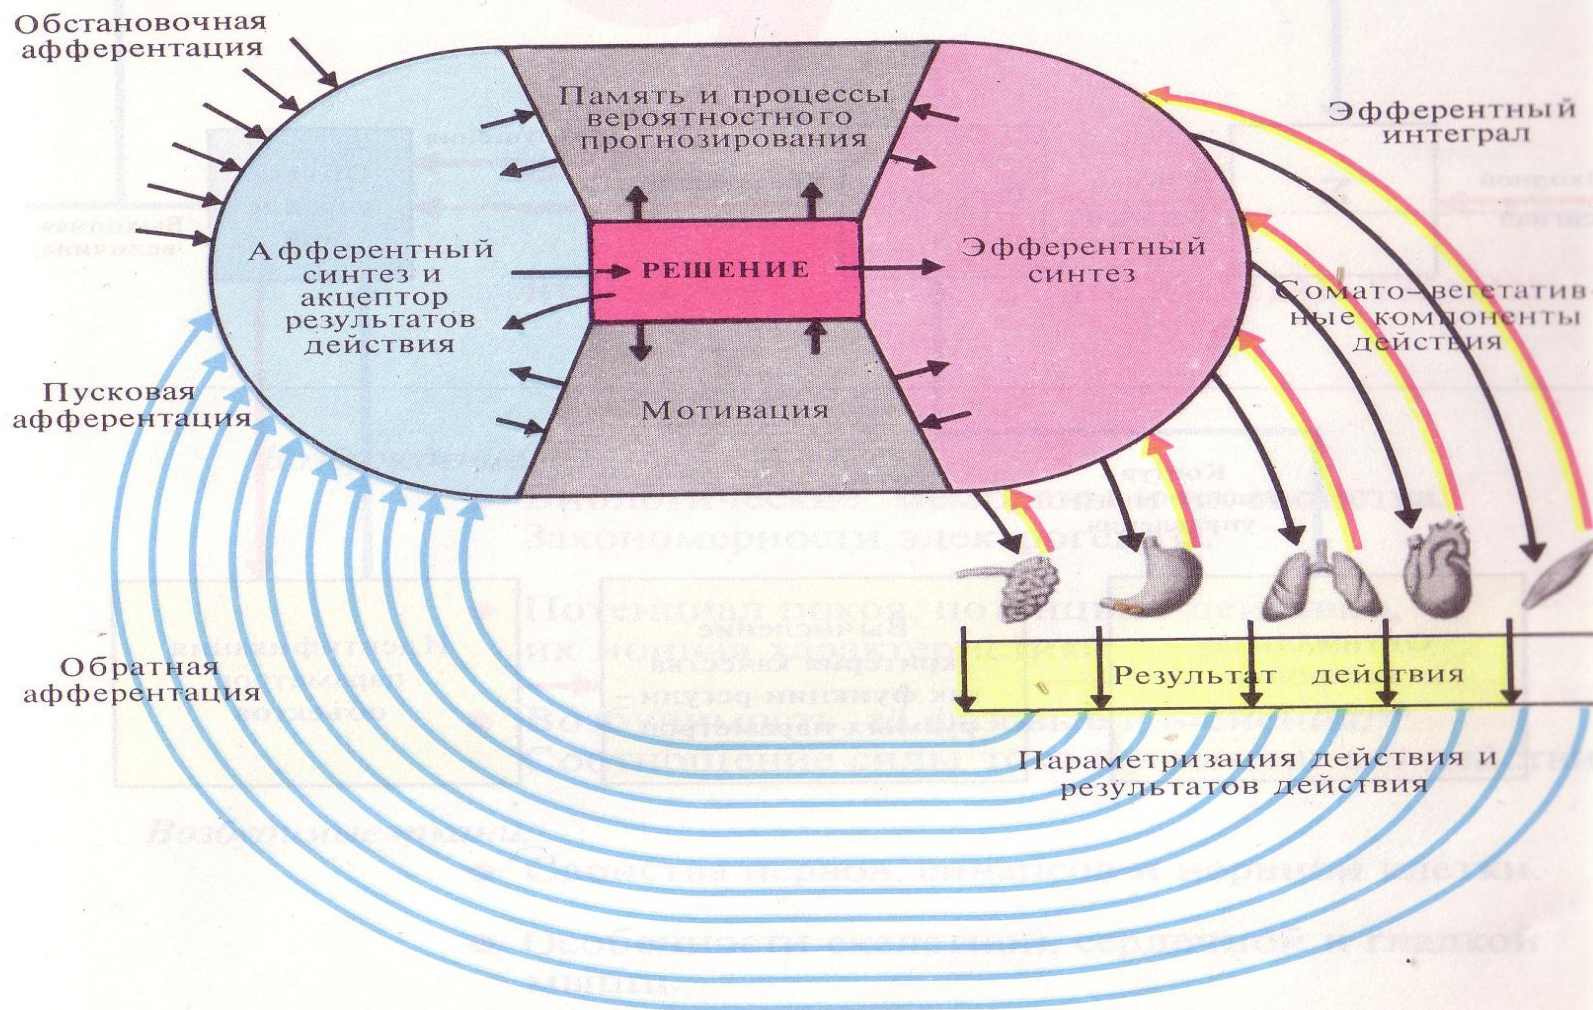 Обстановочная
афферентация
Память и процессы
вероятностного
прогнозирования
Эфферентный
интеграл
Афферентный
синтез и
акцептор
результатов
действия
РЕШЕНИЕ
Эфферентный
синтез
Сомато-вегетатив-
ные компоненты
действия
Пусковая
афферентация
Мотивация
Обратная
афферентация
Результат действия
Параметризация действия и
результатов действия